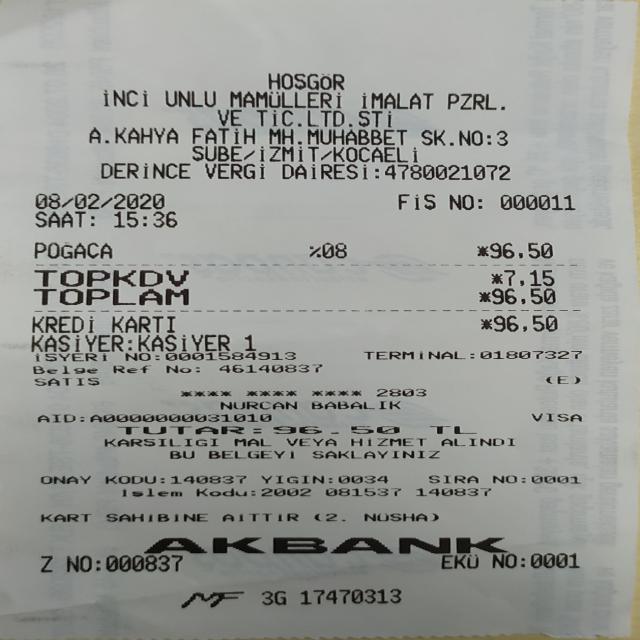 HOŞGÖR
İNCİ UNLU MAMÜLLERİ İMALAT PZRL.
VE TİC.LTD.STİ
A.KAHYA FATİH MH.MUHABBET SK.NO:3
SUBE/İZMİT/KOCAELİ
DERİNCE VERGİ DAİRESİ:4780021072
08/02/2020 FİŞ NO: 000011
SAAT: 15:36
POĞAÇA %08 *96.50
TOPKDV *7,15
TOPLAM *96.50
KREDİ KARTI *96,50
KASİYER:KASİYER 1
İSYERİ NO:0001584913 TERMİNAL:01807327
Belge Ref No: 46140837
SATIS (E)
**** **** **** 2803
NURCAN BABALIK
AID:A0000000031010 VISA
TUTAR:96.50 TL
KARSILIGI MAL VEYA HİZMET ALINDI
BU BELGEYİ SAKLAYINIZ
ONAY KODU:140837 YIGIN:0034 SIRA NO:0001
İslem Kodu:2002 081537 140837
KART SAHIBINE AITTIR (2. NÜSHA)
AKBANK
Z NO:000837 EKÜ NO:0001
MF 3G 17470313